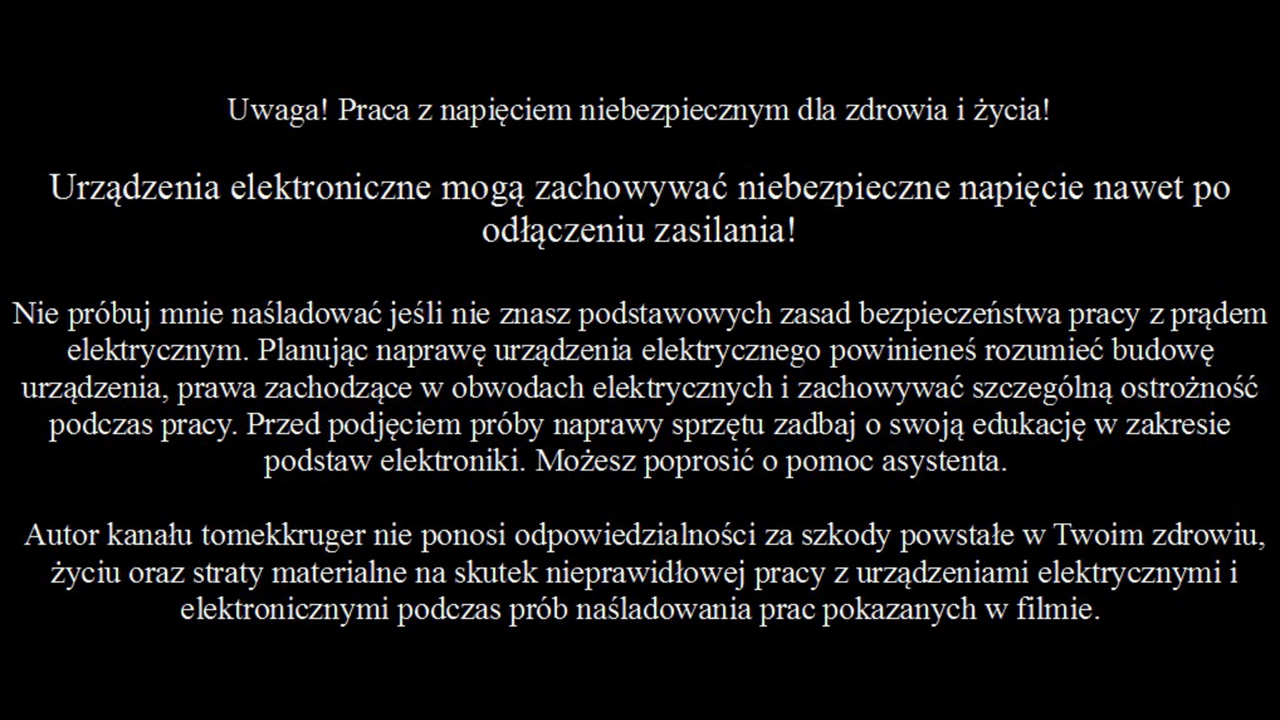 Uwaga! Praca z napięciem niebezpiecznym dla zdrowia i życia!
Urządzenia elektroniczne mogą zachowywać niebezpieczne napięcie nawet po
odłączeniu zasilania!
Nie próbuj mnie naśladować jeśli nie znasz podstawowych zasad bezpieczeństwa pracy z prądem
elektrycznym. Planując naprawę urządzenia elektrycznego powinieneś rozumieć budowę
urządzenia, prawa zachodzące w obwodach elektrycznych i zachowywać szczególną ostrożność
podczas pracy. Przed podjęciem próby naprawy sprzętu zadbaj o swoją edukację w zakresie
podstaw elektroniki. Możesz poprosić o pomoc asystenta.
Autor kanału tomekkruger nie ponosi odpowiedzialności za szkody powstałe w Twoim zdrowiu,
życiu oraz straty materialne na skutek nieprawidłowej pracy z urządzeniami elektrycznymi i
elektronicznymi podczas prób naśladowania prac pokazanych w filmie.